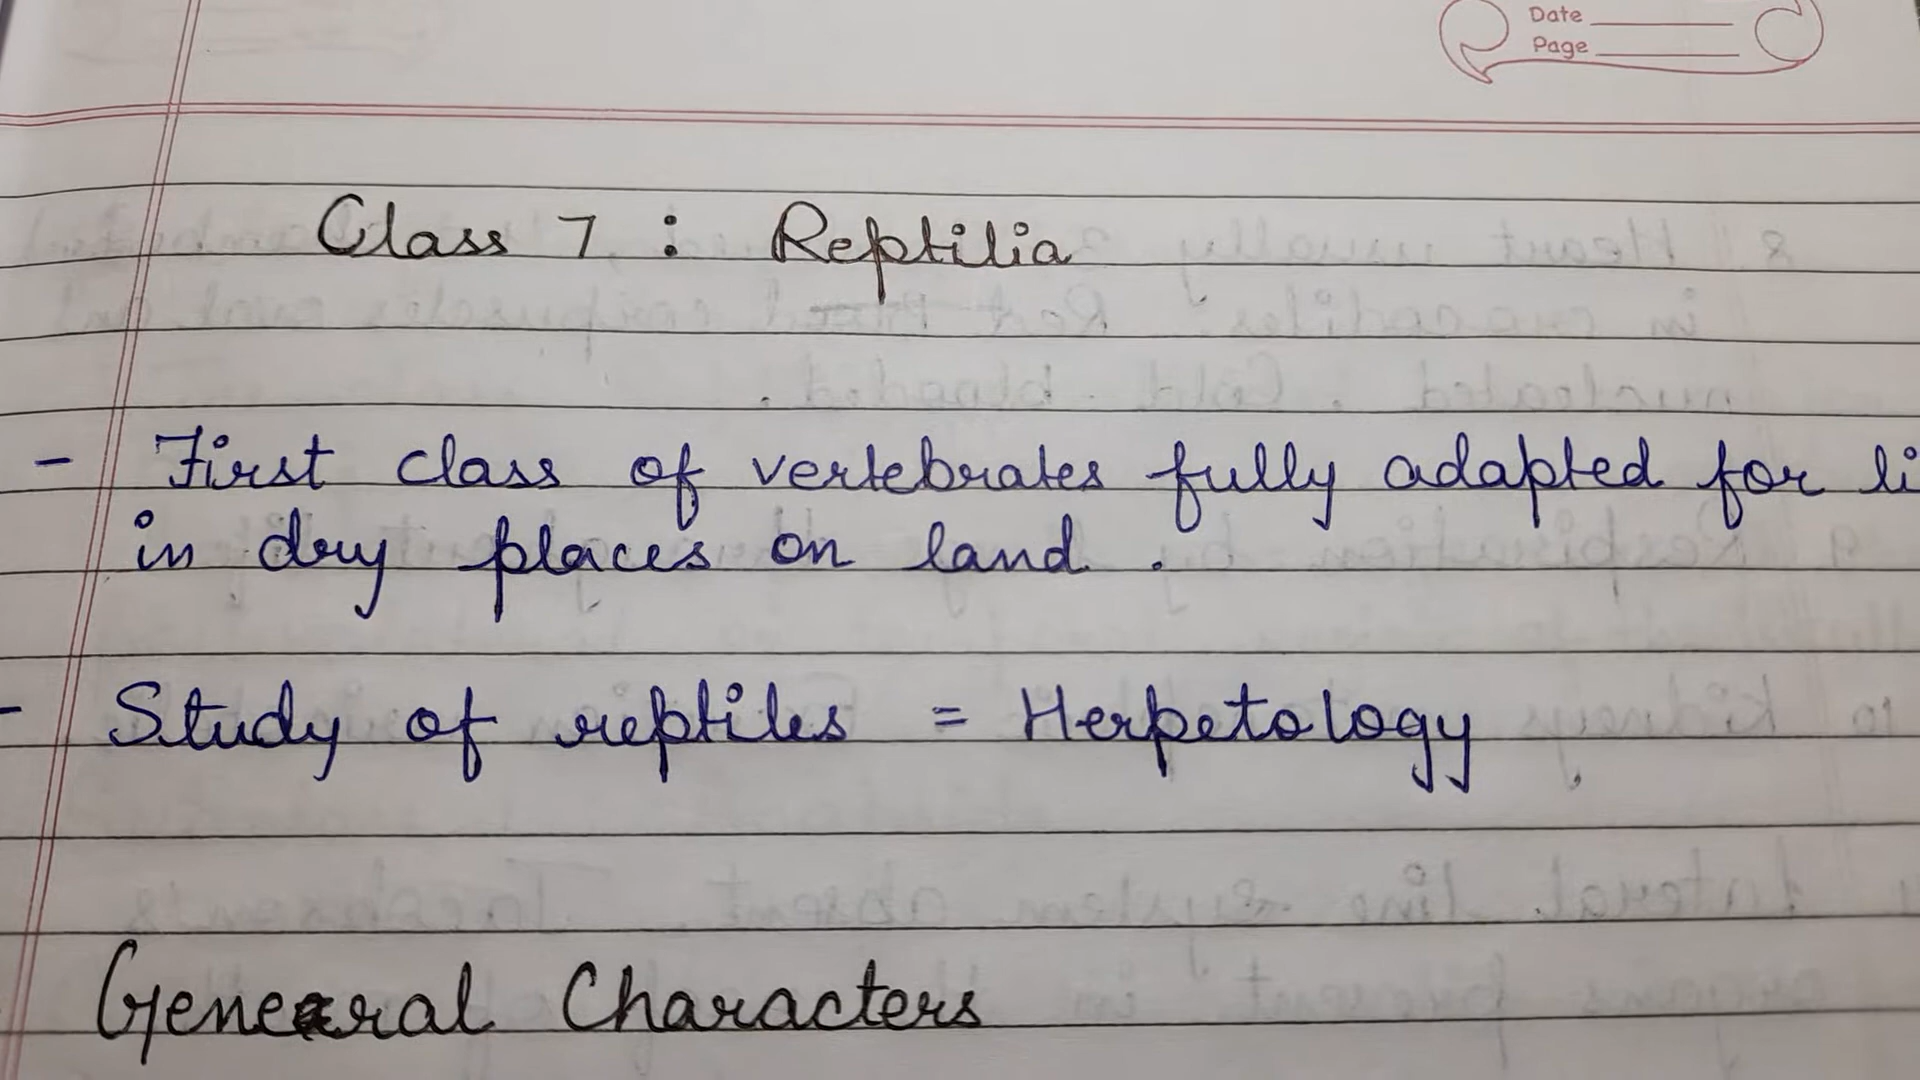 Date
Page
Class 7 : Reptilia
- First class of vertebrates fully adapted for li
in dry places on land .
- Study of reptiles = Herpetology
General Characters